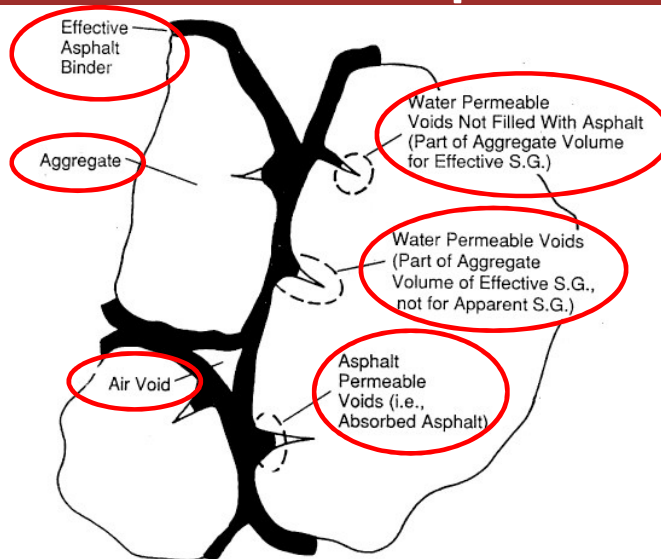 Effective
Asphalt
Binder
Aggregate
Water Permeable
Voids Not Filled With Asphalt
(Part of Aggregate Volume
for Effective S.G.)
Water Permeable Voids
(Part of Aggregate
Volume of Effective S.G.,
not for Apparent S.G.)
Air Void
Asphalt
Permeable
Voids (i.e.,
Absorbed Asphalt)